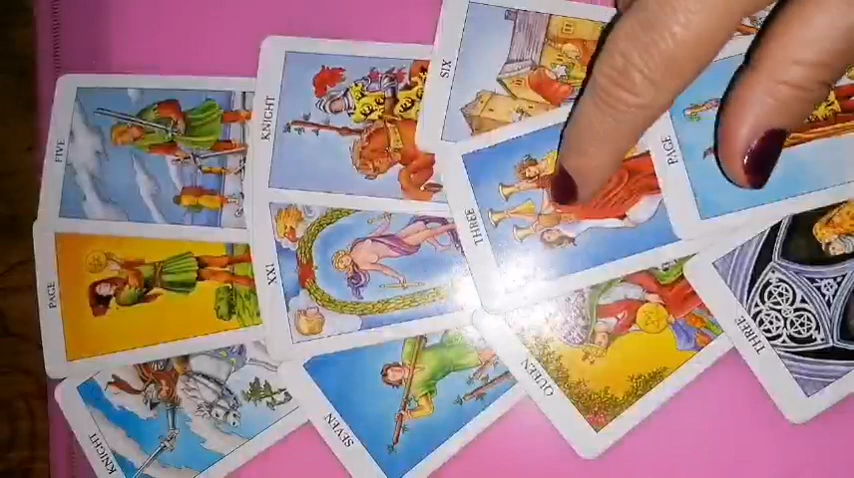 FIVE
KNIGHT
SIX
PAGE
PAGE
XXI
THREE
KNIGHT
SEVEN
QUEEN
THREE